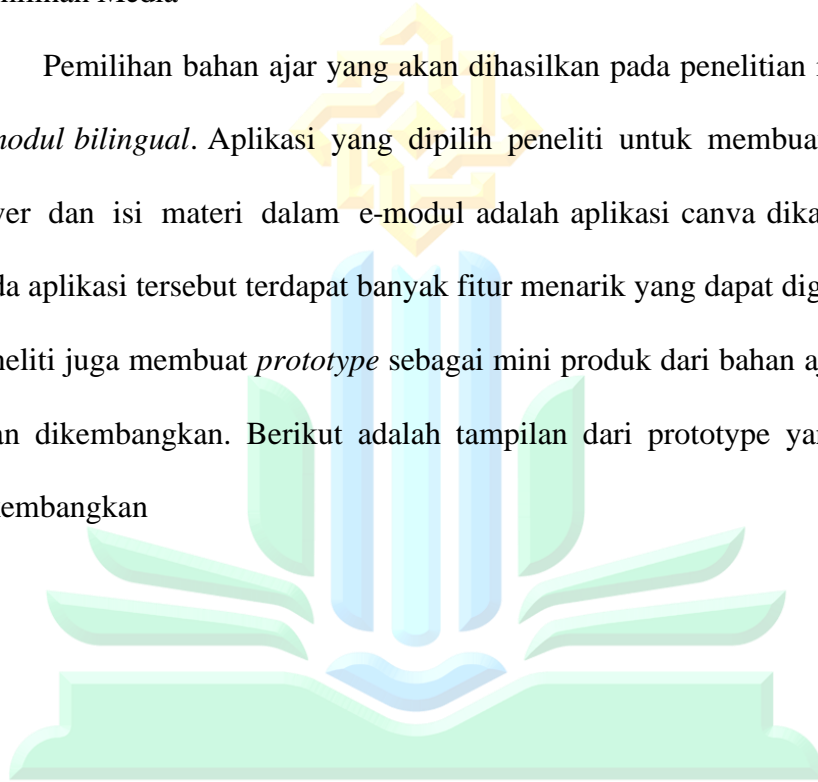 Media
Pemilihan bahan ajar yang akan dihasilkan pada penelitian
modul bilingual. Aplikasi yang dipilih peneliti untuk membua
ver dan isi materi dalam e-modul adalah aplikasi canva dika
da aplikasi tersebut terdapat banyak fitur menarik yang dapat dig
neliti juga membuat prototype sebagai mini produk dari bahan a
an dikembangkan. Berikut adalah tampilan dari prototype ya
embangkan